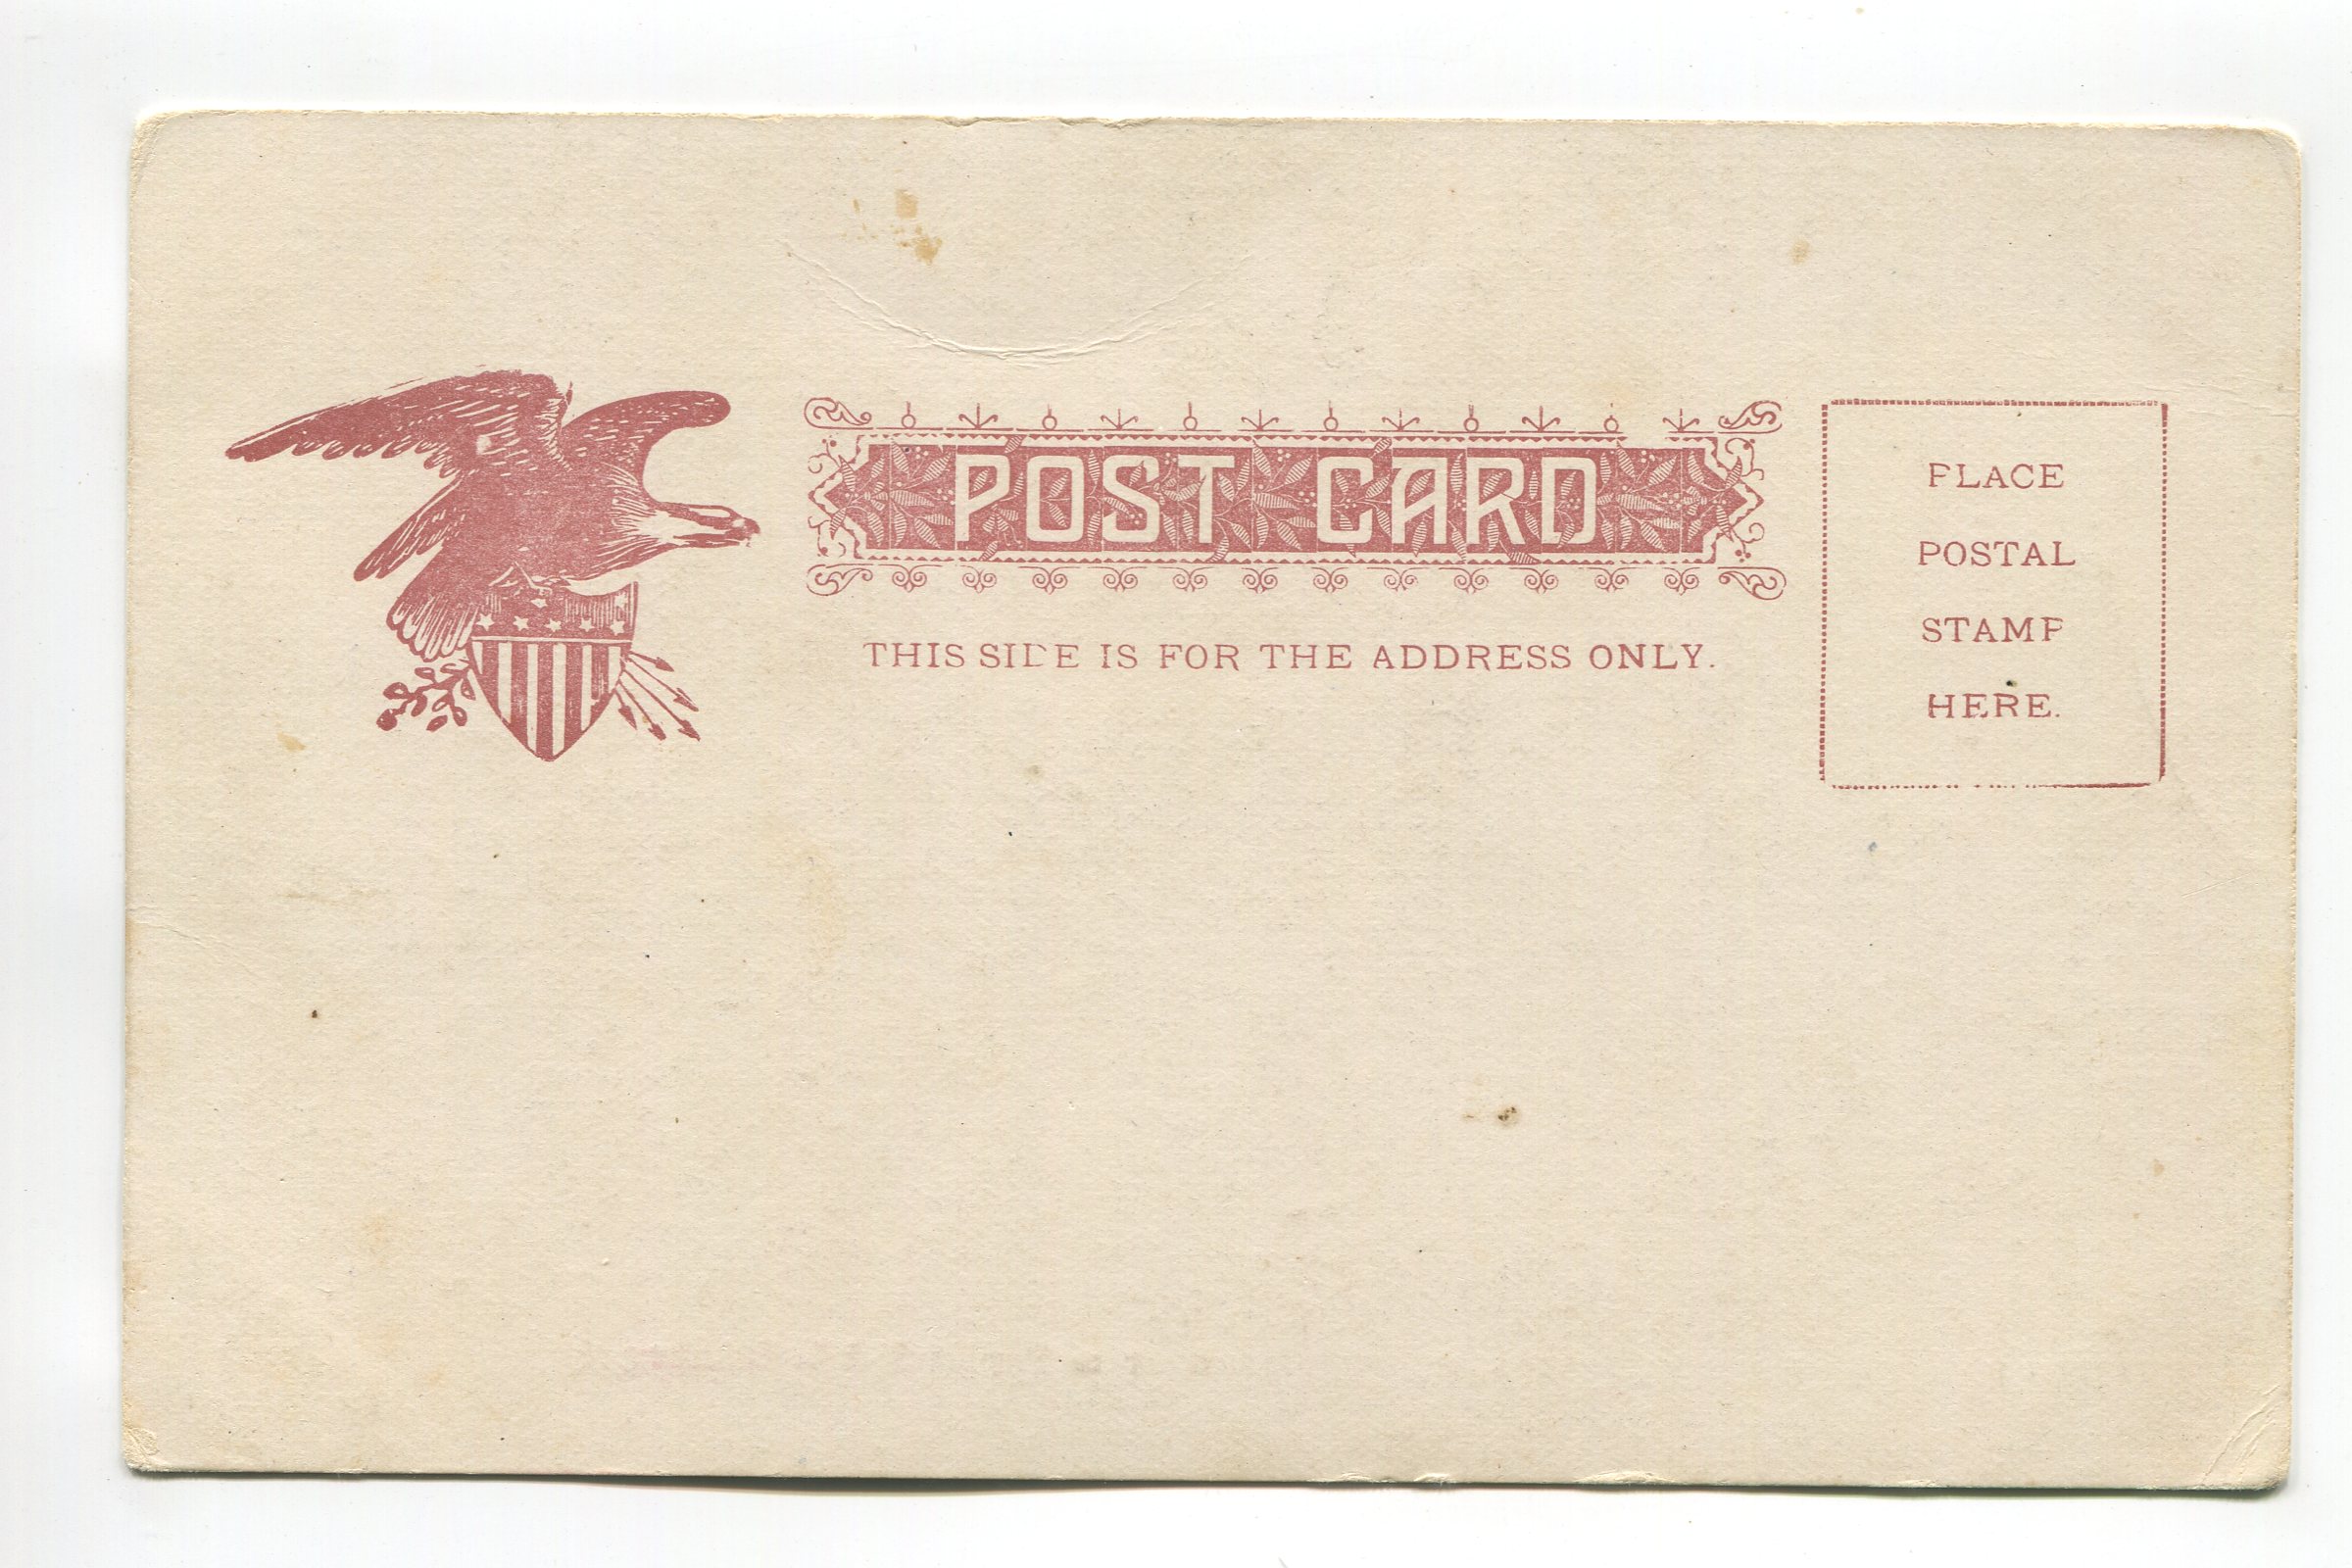 POST CARD
THIS SIDE IS FOR THE ADDRESS ONLY.
PLACE
POSTAL
STAMP
HERE.